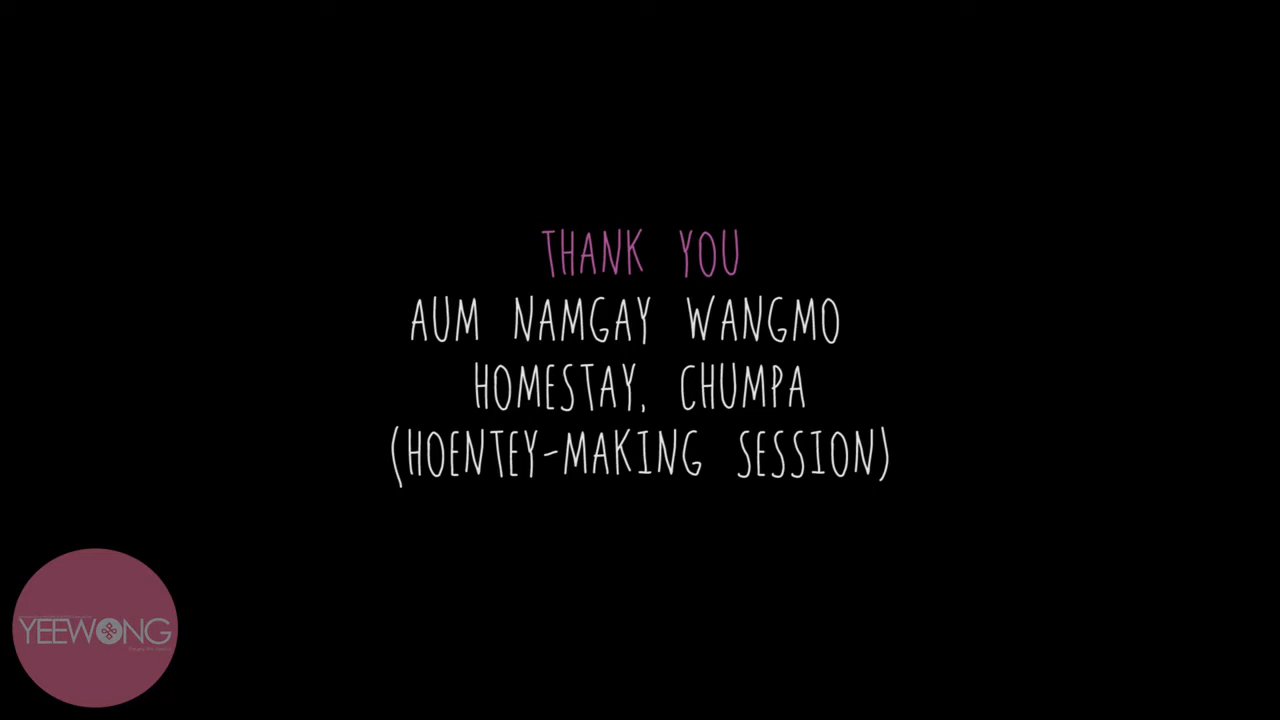 THANK YOU
AUM NAMGAY WANGMO
HOMESTAY, CHUMPA
(HOENTEY-MAKING SESSION)
YEEWONG